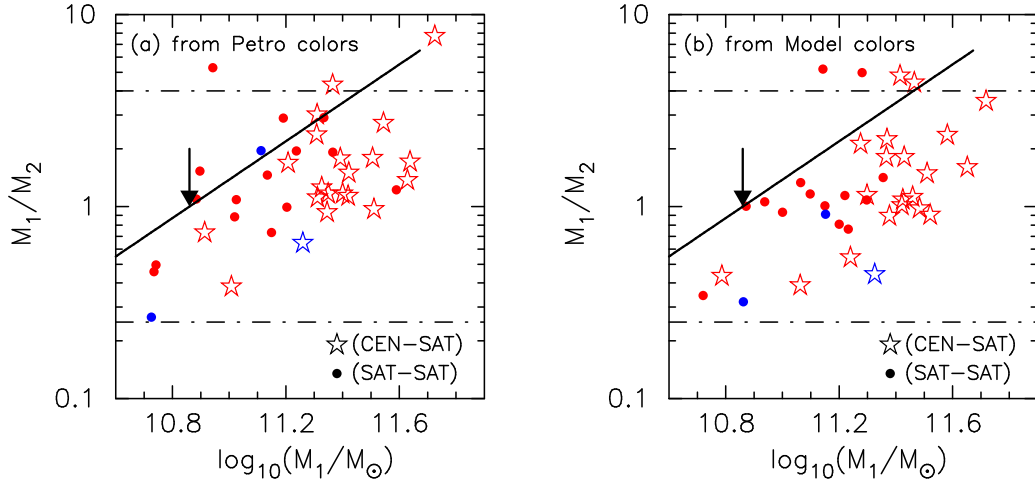 (a) from Petro colors
10
1
0.1
M₁/M₂
☆(CEN−SAT)
●(SAT−SAT)
10.8 11.2 11.6
log₁₀(M₁/M☉)
(b) from Model colors
10
1
0.1
M₁/M₂
☆(CEN−SAT)
●(SAT−SAT)
10.8 11.2 11.6
log₁₀(M₁/M☉)